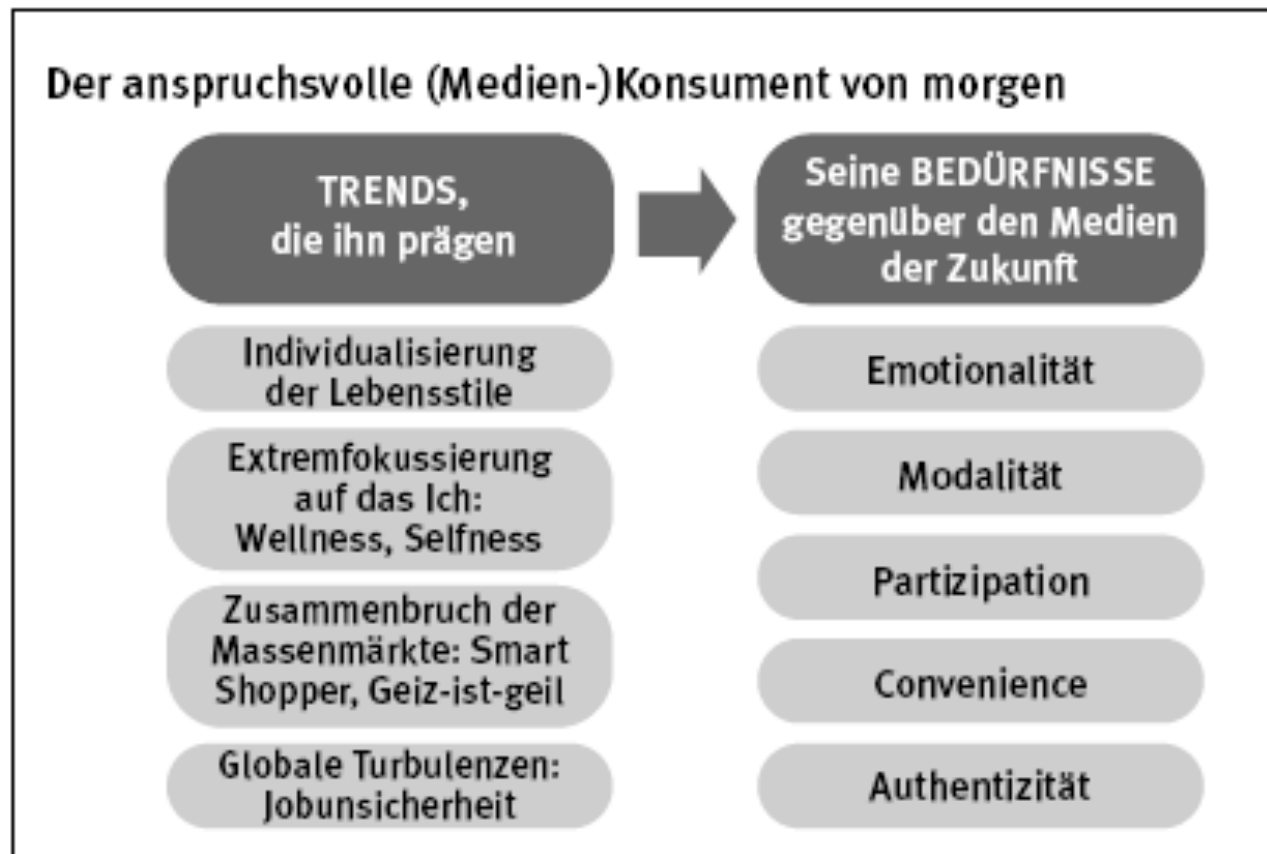 Der anspruchsvolle (Medien-)Konsument von morgen
TRENDS,
die ihn prägen
Individualisierung
der Lebensstile
Extremfokussierung
auf das Ich:
Wellness, Selfness
Zusammenbruch der
Massenmärkte: Smart
Shopper, Geiz-ist-geil
Globale Turbulenzen:
Jobunsicherheit
Seine BEDÜRFNISSE
gegenüber den Medien
der Zukunft
Emotionalität
Modalität
Partizipation
Convenience
Authentizität